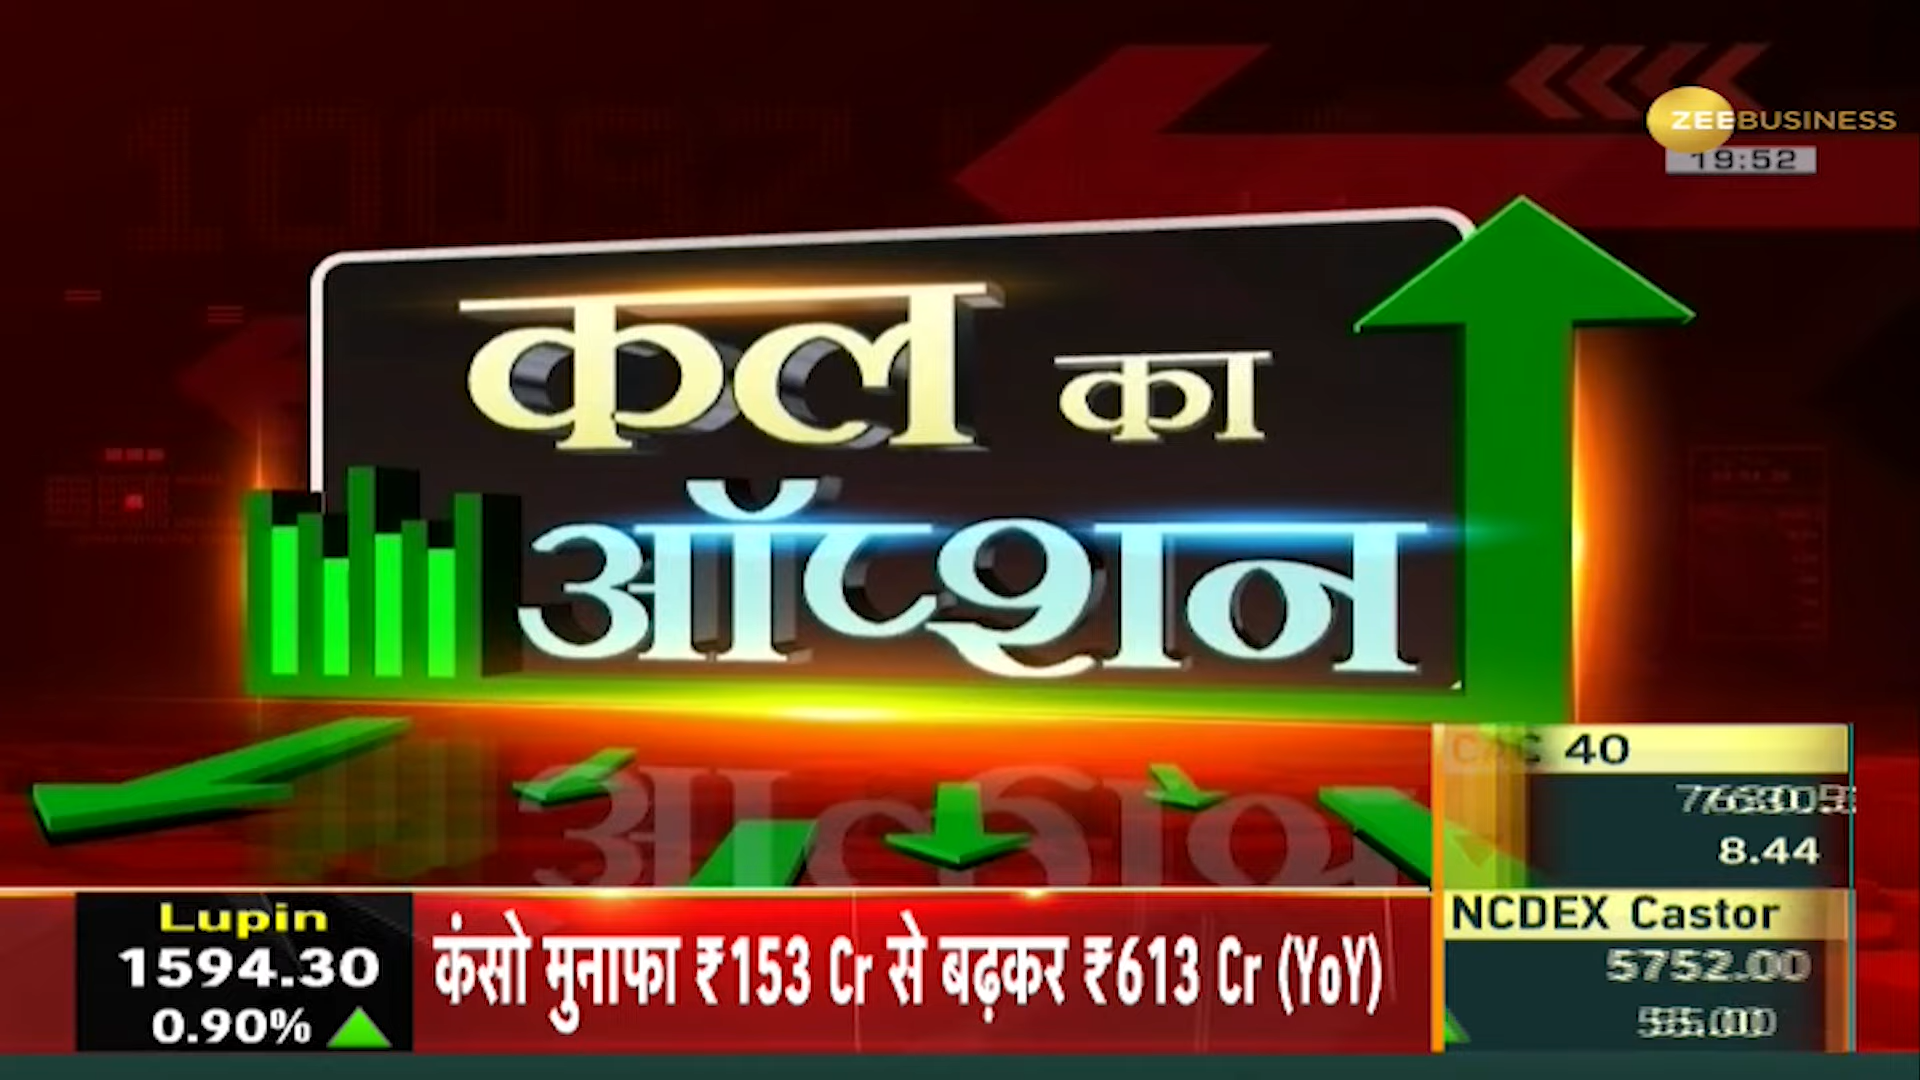 ZEEBUSINESS
19:52
कल का
ऑप्शन
CAC 40
8.44
NCDEX Castor
5752.00
Lupin
1594.30
0.90%
कंसो मुनाफा ₹153 Cr से बढ़कर ₹613 Cr (YoY)